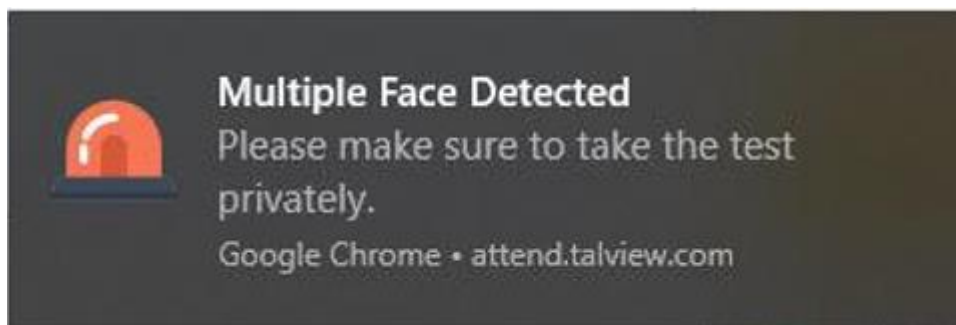 Multiple Face Detected
Please make sure to take the test
privately.
Google Chrome • attend.talview.com